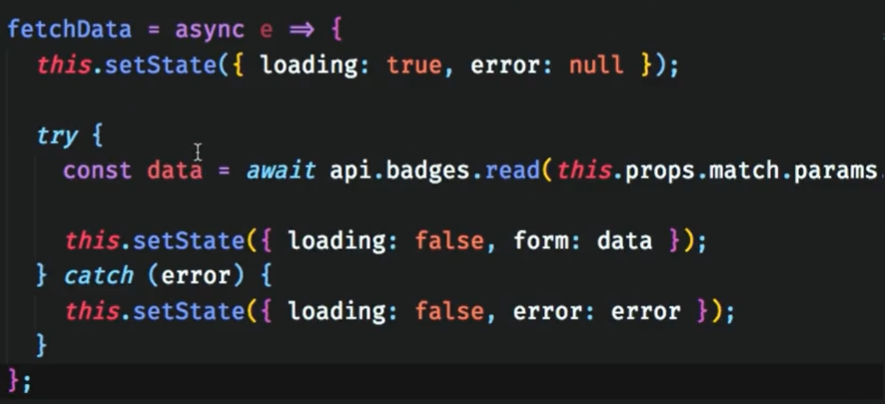 fetchData = async e => {
this.setState({ loading: true, error: null });
try {
const data = await api.badges.read(this.props.match.params.
this.setState({ loading: false, form: data });
} catch (error) {
this.setState({ loading: false, error: error });
}
};